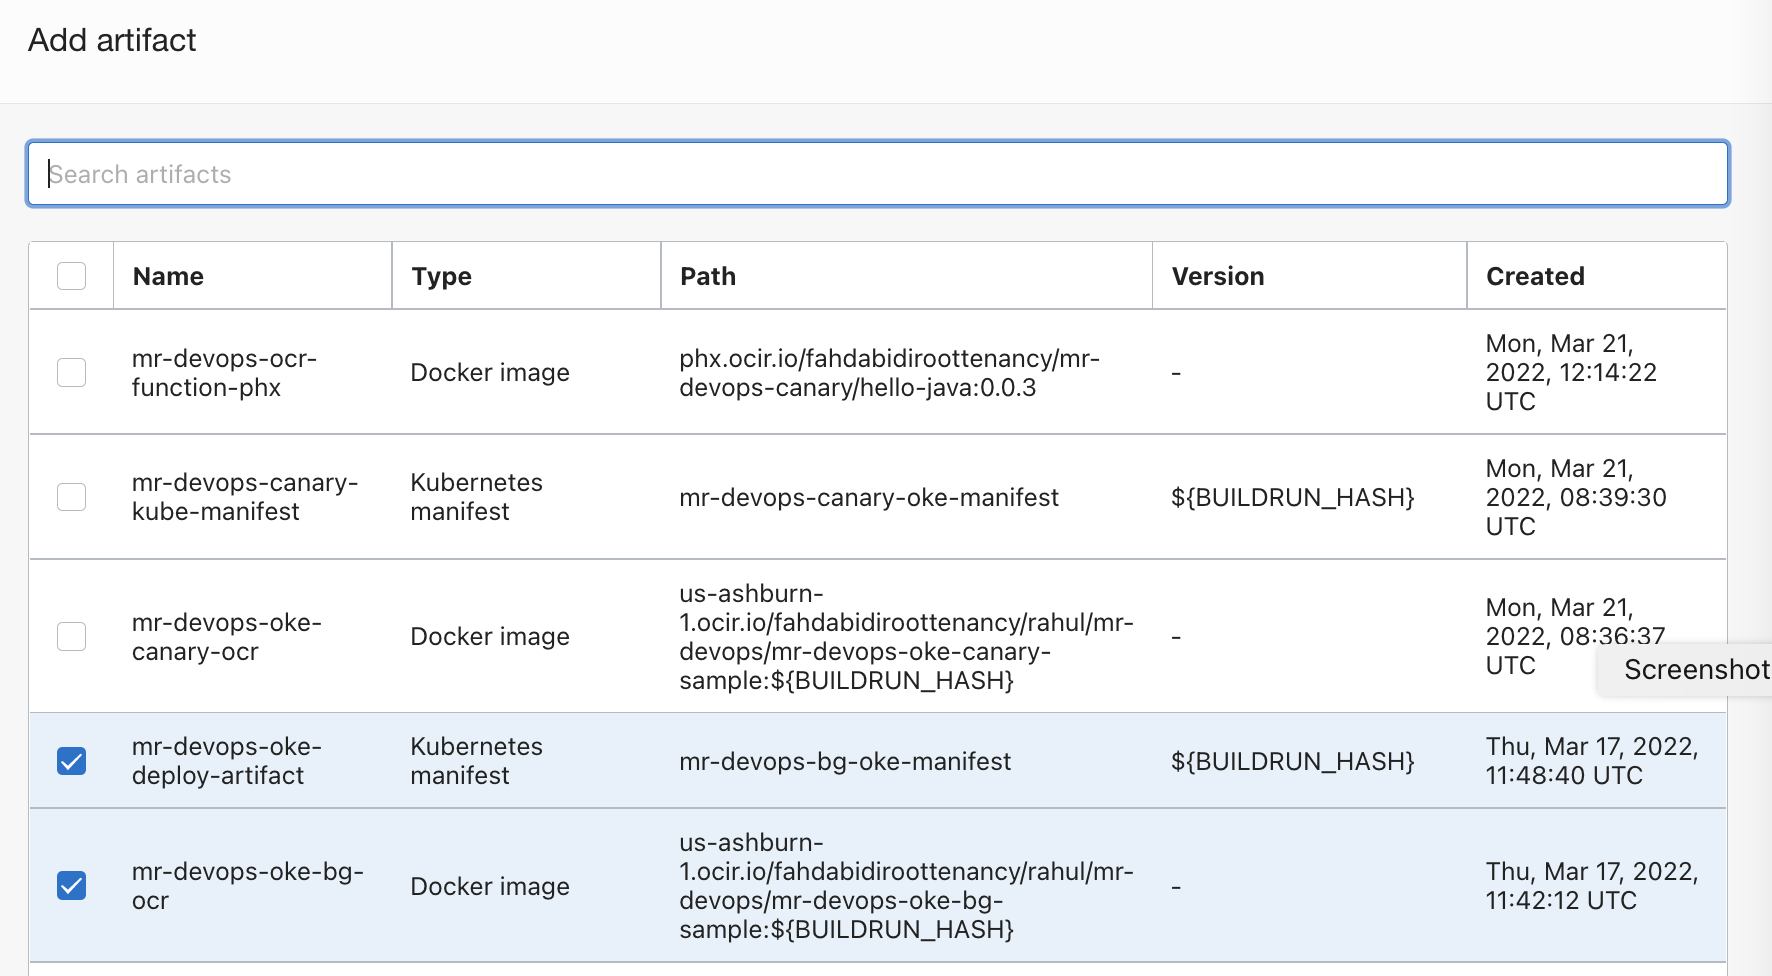 Add artifact
Search artifacts
Name Type Path Version Created
mr-devops-ocr-
function-phx
Docker image
phx.ocir.io/fahdabidiroottenancy/mr-
devops-canary/hello-java:0.0.3
-
Mon, Mar 21,
2022, 12:14:22
UTC
mr-devops-canary-
kube-manifest
Kubernetes
manifest
mr-devops-canary-oke-manifest
${BUILDRUN_HASH}
Mon, Mar 21,
2022, 08:39:30
UTC
mr-devops-oke-
canary-ocr
Docker image
us-ashburn-
1.ocir.io/fahdabidiroottenancy/rahul/mr-
devops/mr-devops-oke-canary-
sample:${BUILDRUN_HASH}
-
Mon, Mar 21,
2022, 08:36:37
UTC
Screenshot
mr-devops-oke-
deploy-artifact
Kubernetes
manifest
mr-devops-bg-oke-manifest
${BUILDRUN_HASH}
Thu, Mar 17, 2022,
11:48:40 UTC
mr-devops-oke-bg-
ocr
Docker image
us-ashburn-
1.ocir.io/fahdabidiroottenancy/rahul/mr-
devops/mr-devops-oke-bg-
sample:${BUILDRUN_HASH}
-
Thu, Mar 17, 2022,
11:42:12 UTC